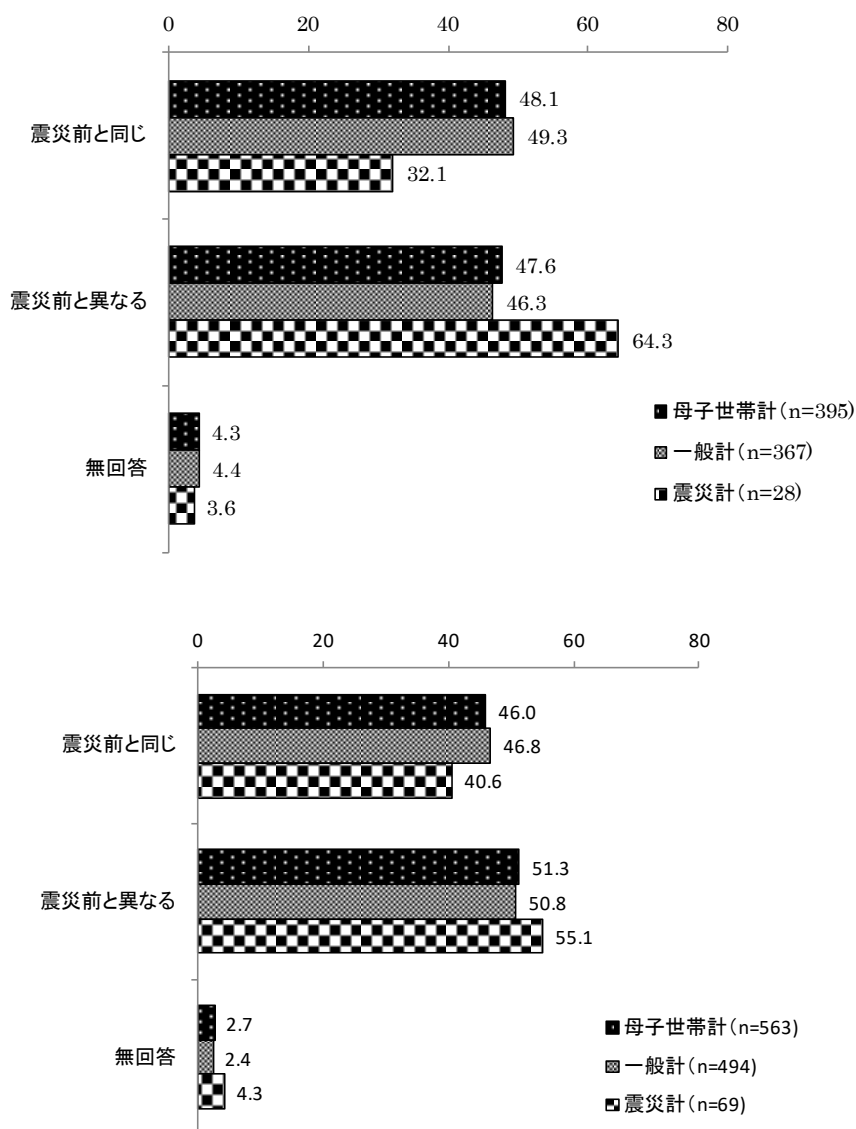 0 20 40 60 80
震災前と同じ
48.1
49.3
32.1
震災前と異なる
47.6
46.3
64.3
無回答
4.3
4.4
3.6
母子世帯計(n=395)
一般計(n=367)
震災計(n=28)
0 20 40 60 80
震災前と同じ
46.0
46.8
40.6
震災前と異なる
51.3
50.8
55.1
無回答
2.7
2.4
4.3
母子世帯計(n=563)
一般計(n=494)
震災計(n=69)